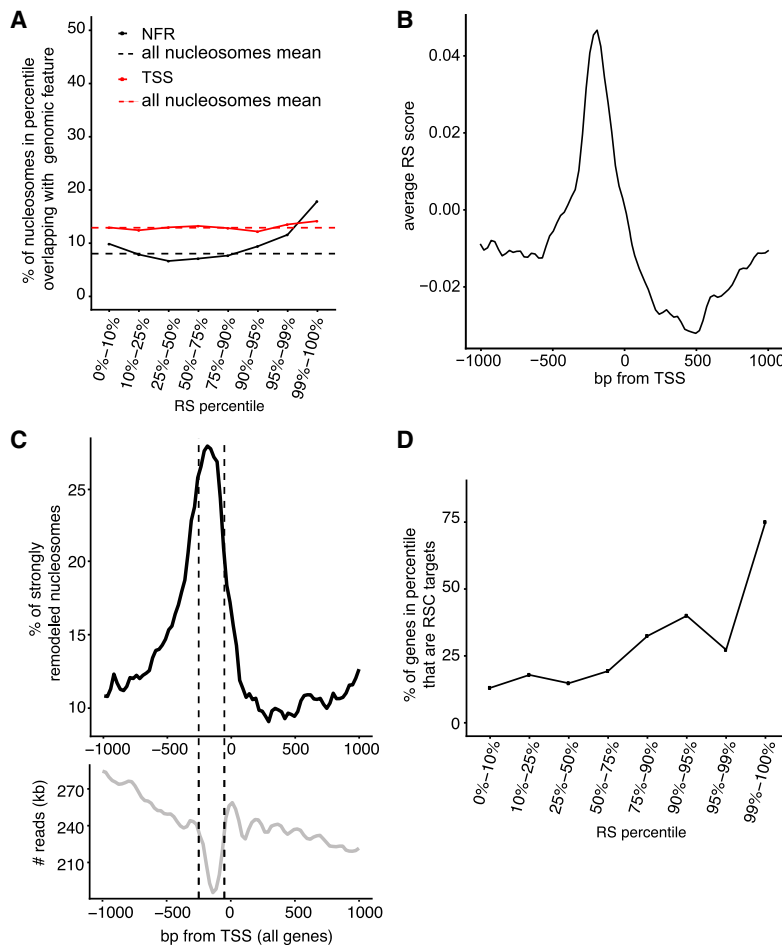 A
% of nucleosomes in percentile
overlapping with genomic feature
50
40
30
20
10
0
NFR
all nucleosomes mean
TSS
all nucleosomes mean
0%−10%
10%−25%
25%−50%
50%−75%
75%−90%
90%−95%
95%−99%
99%−100%
RS percentile
B
average RS score
0.04
0.02
0.00
−0.02
−1000
−500
0
500
1000
bp from TSS
C
% of strongly
remodeled nucleosomes
25
20
15
10
−1000
−500
0
500
1000
# reads (kb)
270
240
210
−1000
−500
0
500
1000
bp from TSS (all genes)
D
% of genes in percentile
that are RSC targets
75
50
25
0
0%−10%
10%−25%
25%−50%
50%−75%
75%−90%
90%−95%
95%−99%
99%−100%
RS percentile